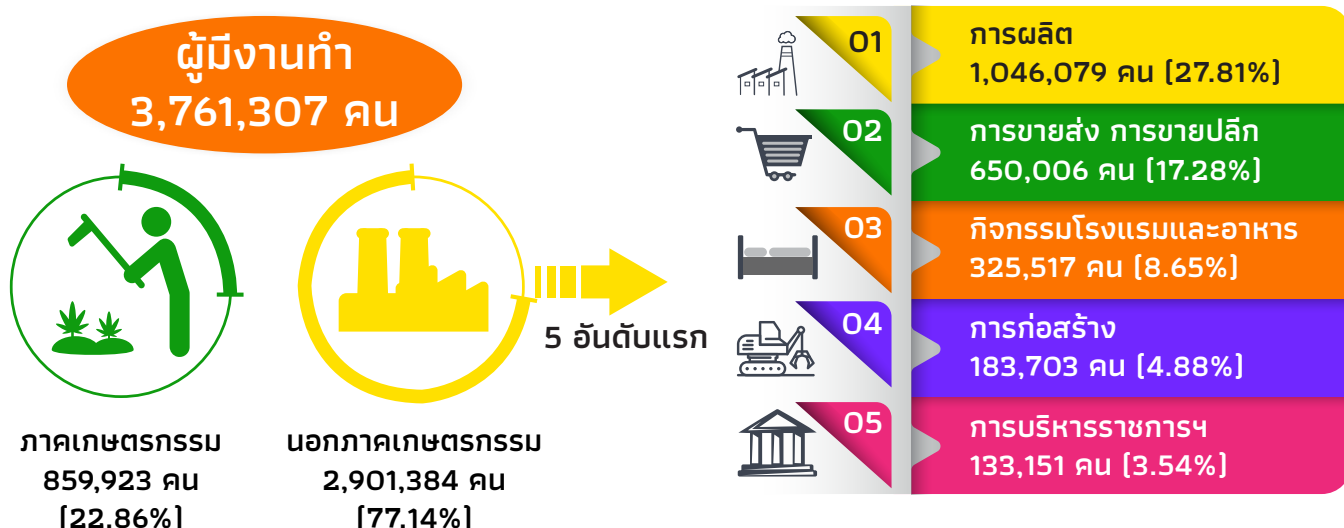 ผู้มีงานทำ
3,761,307 คน
ภาคเกษตรกรรม
859,923 คน
(22.86%)
นอกภาคเกษตรกรรม
2,901,384 คน
(77.14%)
5 อันดับแรก
01
การผลิต
1,046,079 คน (27.81%)
02
การขายส่ง การขายปลีก
650,006 คน (17.28%)
03
กิจกรรมโรงแรมและอาหาร
325,517 คน (8.65%)
04
การก่อสร้าง
183,703 คน (4.88%)
05
การบริหารราชการฯ
133,151 คน (3.54%)